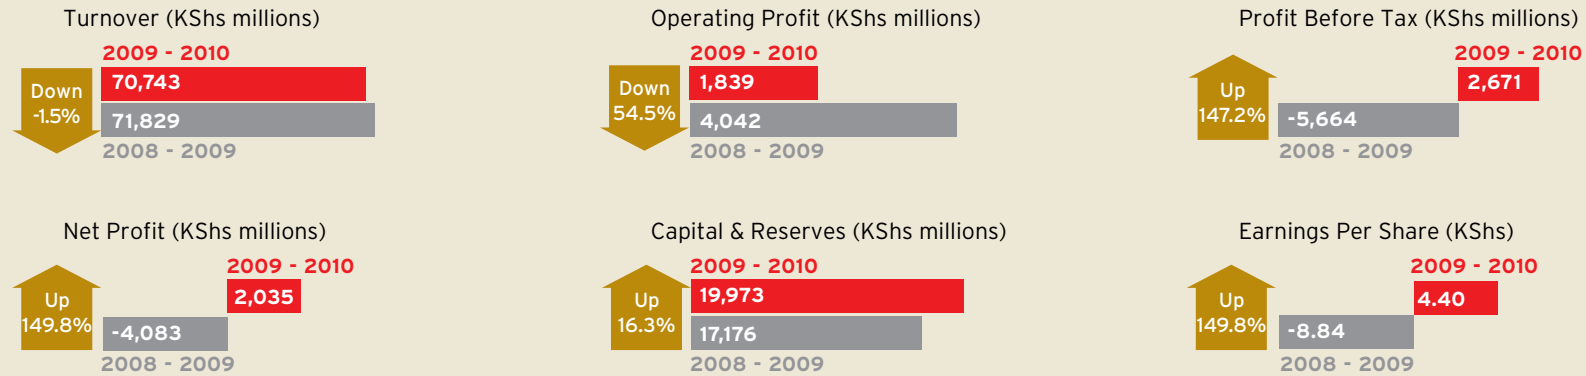 Turnover (KShs millions)
2009 - 2010
Down
-1.5%
70,743
71,829
2008 - 2009
Operating Profit (KShs millions)
2009 - 2010
Down
54.5%
1,839
4,042
2008 - 2009
Profit Before Tax (KShs millions)
2009 - 2010
Up
147.2%
2,671
-5,664
2008 - 2009
Net Profit (KShs millions)
2009 - 2010
Up
149.8%
2,035
-4,083
2008 - 2009
Capital & Reserves (KShs millions)
2009 - 2010
Up
16.3%
19,973
17,176
2008 - 2009
Earnings Per Share (KShs)
2009 - 2010
Up
149.8%
4.40
-8.84
2008 - 2009